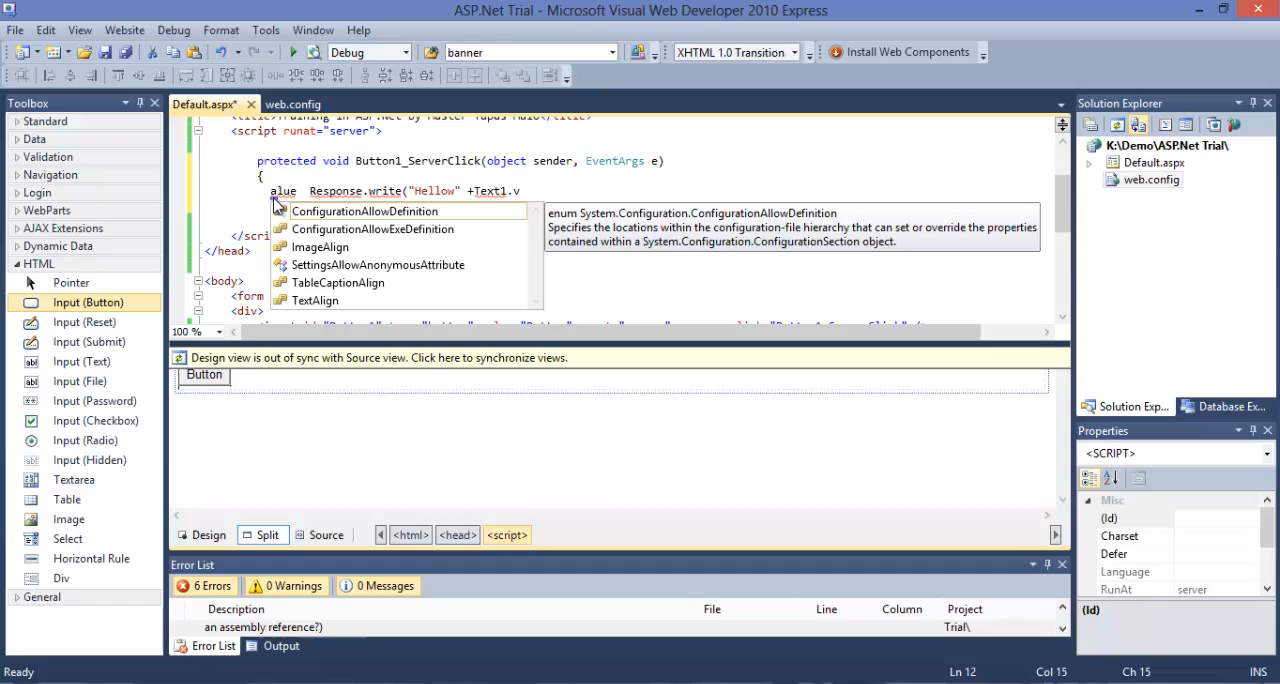 ASP.Net Trial - Microsoft Visual Web Developer 2010 Express
File Edit View Website Debug Format Tools Window Help
Debug banner XHTML 1.0 Transition Install Web Components
Toolbox
Standard
Data
Validation
Navigation
Login
WebParts
AJAX Extensions
Dynamic Data
HTML
Pointer
Input (Button)
Input (Reset)
Input (Submit)
Input (Text)
Input (File)
Input (Password)
Input (Checkbox)
Input (Radio)
Input (Hidden)
Textarea
Table
Image
Select
Horizontal Rule
Div
General
Default.aspx* web.config
<script runat="server">
protected void Button1_ServerClick(object sender, EventArgs e)
{
alue Response.write("Hellow" +Text1.v
ConfigurationAllowDefinition
ConfigurationAllowExeDefinition
ImageAlign
SettingsAllowAnonymousAttribute
TableCaptionAlign
TextAlign
enum System.Configuration.ConfigurationAllowDefinition
Specifies the locations within the configuration-file hierarchy that can set or override the properties
contained within a System.Configuration.ConfigurationSection object.
</scri
</head>
<body>
<form
<div>
100 %
Design view is out of sync with Source view. Click here to synchronize views.
Button
Design Split Source <html> <head> <script>
Error List
6 Errors 0 Warnings 0 Messages
Description File Line Column Project
an assembly reference?) Trial\
Error List Output
Solution Explorer
K:\Demo\ASP.Net Trial\
Default.aspx
web.config
Solution Exp... Database Ex...
Properties
<SCRIPT>
Misc
(Id)
Charset
Defer
Language
RunAt server
(Id)
Ready Ln 12 Col 15 Ch 15 INS